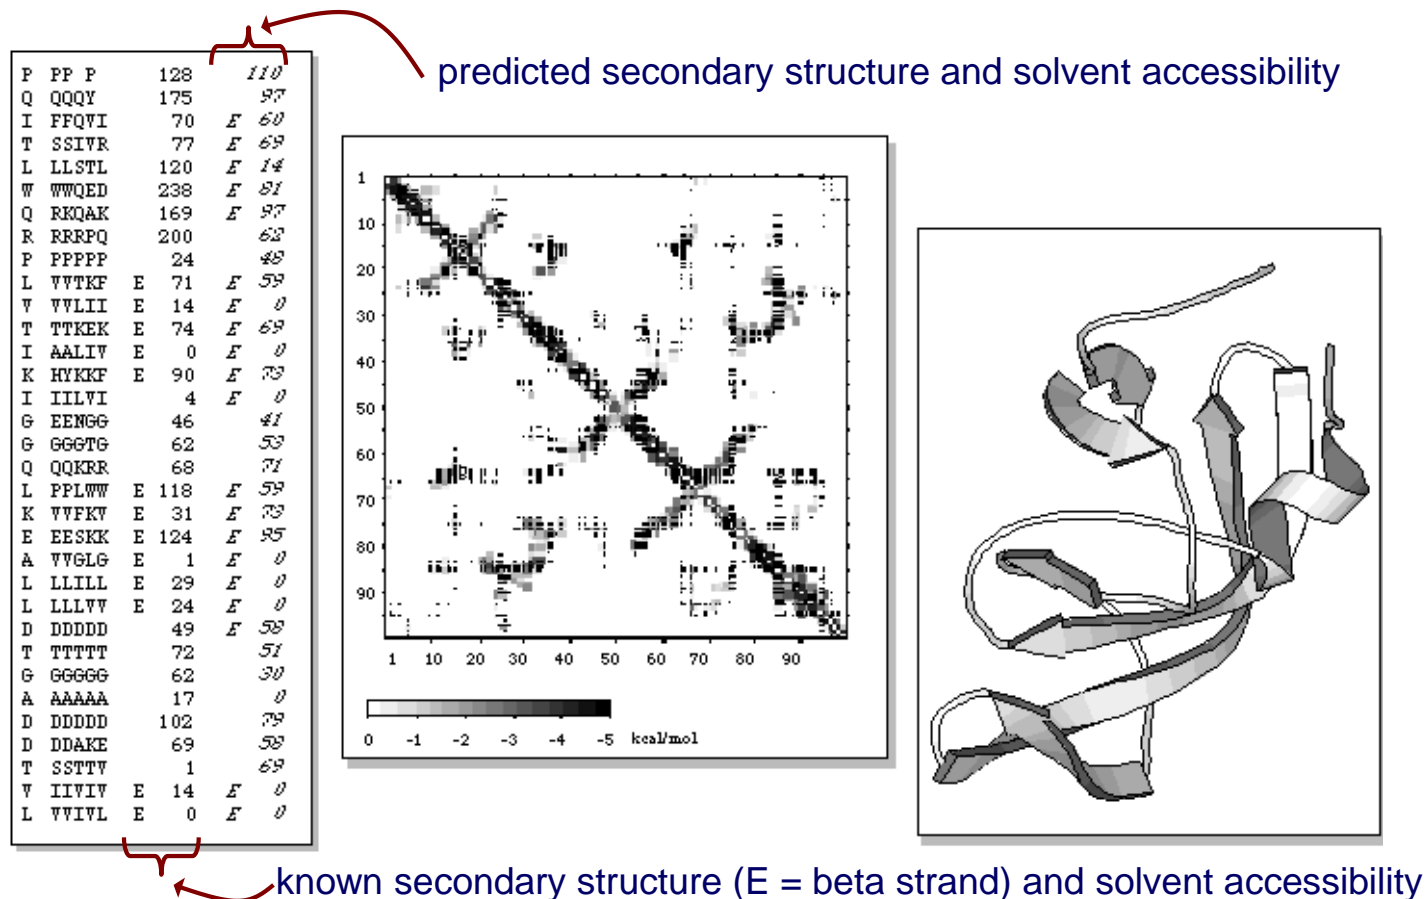 predicted secondary structure and solvent accessibility
P PP P 128 110
Q QQQY 175 97
I FFQVI 70 E 60
T SSIVR 77 E 69
L LLSTL 120 E 14
W WWQED 238 E 81
Q RKQAK 169 E 97
R RRRPQ 200 62
P PPPPP 24 48
L VVTKF E 71 E 59
V VVLII E 14 E 0
T TTKEK E 74 E 69
I AALIV E 0 E 0
K HYKKF E 90 E 79
I IILVI 4 E 0
G EENGG 46 41
G GGGTG 62 53
Q QQKRR 68 71
L PPLWW E 118 E 59
K VVFKV E 31 E 79
E EESKK E 124 E 95
A VVGLG E 1 E 0
L LLILL E 29 E 0
L LLLVV E 24 E 0
D DDDDD 49 E 58
T TTTTT 72 51
G GGGGG 62 30
A AAAAA 17 0
D DDDDD 102 79
D DDAKE 69 58
T SSTTV 1 69
V IIVIV E 14 E 0
L VVIVL E 0 E 0
1
10
20
30
40
50
60
70
80
90
1 10 20 30 40 50 60 70 80 90
0 -1 -2 -3 -4 -5 kcal/mol
known secondary structure (E = beta strand) and solvent accessibility